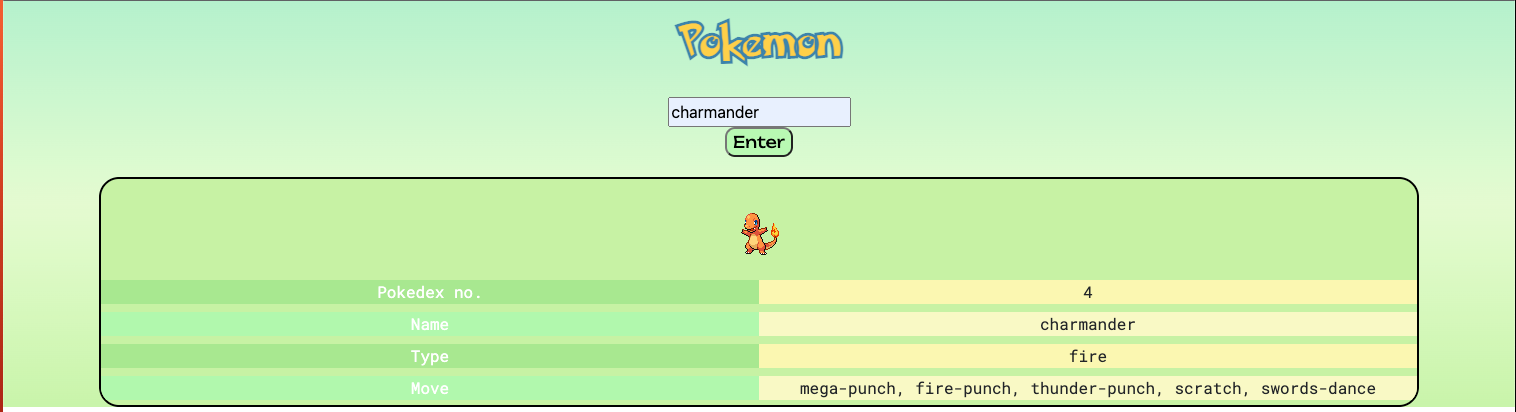 Pokemon
charmander
Enter
Pokedex no. 4
Name charmander
Type fire
Move mega-punch, fire-punch, thunder-punch, scratch, swords-dance